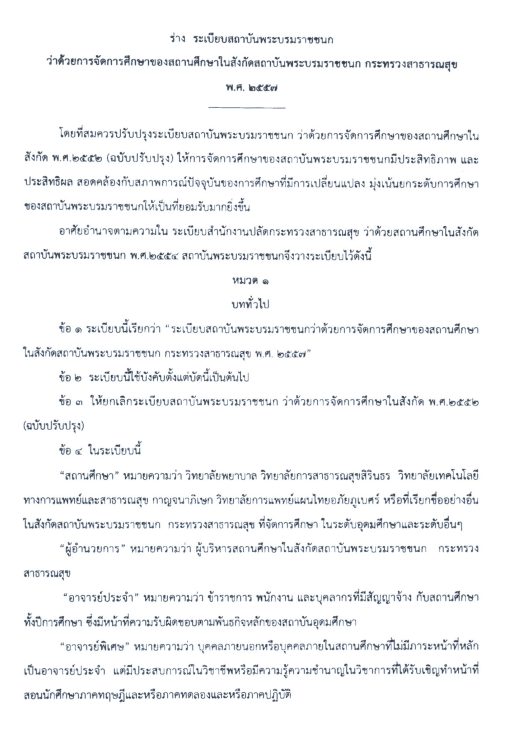 ร่าง ระเบียบสถาบันพระบรมราชชนก
ว่าด้วยการจัดการศึกษาของสถานศึกษาในสังกัดสถาบันพระบรมราชชนก กระทรวงสาธารณสุข
พ.ศ. ๒๕๕๗
โดยที่สมควรปรับปรุงระเบียบสถาบันพระบรมราชชนก ว่าด้วยการจัดการศึกษาของสถานศึกษาใน
สังกัด พ.ศ.๒๕๕๒ (ฉบับปรับปรุง) ให้การจัดการศึกษาของสถาบันพระบรมราชชนกมีประสิทธิภาพ และ
ประสิทธิผล สอดคล้องกับสภาพการณ์ปัจจุบันของการศึกษาที่มีการเปลี่ยนแปลง มุ่งเน้นยกระดับการศึกษา
ของสถาบันพระบรมราชชนกให้เป็นที่ยอมรับมากยิ่งขึ้น
อาศัยอำนาจตามความใน ระเบียบสำนักงานปลัดกระทรวงสาธารณสุข ว่าด้วยสถานศึกษาในสังกัด
สถาบันพระบรมราชชนก พ.ศ.๒๕๕๔ สถาบันพระบรมราชชนกจึงวางระเบียบไว้ดังนี้
หมวด ๑
บททั่วไป
ข้อ ๑ ระเบียบนี้เรียกว่า "ระเบียบสถาบันพระบรมราชชนกว่าด้วยการจัดการศึกษาของสถานศึกษา
ในสังกัดสถาบันพระบรมราชชนก กระทรวงสาธารณสุข พ.ศ. ๒๕๕๗"
ข้อ ๒ ระเบียบนี้ใช้บังคับตั้งแต่บัดนี้เป็นต้นไป
ข้อ ๓ ให้ยกเลิกระเบียบสถาบันพระบรมราชชนก ว่าด้วยการจัดการศึกษาในสังกัด พ.ศ.๒๕๕๒
(ฉบับปรับปรุง)
ข้อ ๔ ในระเบียบนี้
"สถานศึกษา" หมายความว่า วิทยาลัยพยาบาล วิทยาลัยการสาธารณสุขสิรินธร วิทยาลัยเทคโนโลยี
ทางการแพทย์และสาธารณสุข กาญจนาภิเษก วิทยาลัยการแพทย์แผนไทยอภัยภูเบศร์ หรือที่เรียกชื่ออย่างอื่น
ในสังกัดสถาบันพระบรมราชชนก กระทรวงสาธารณสุข ที่จัดการศึกษา ในระดับอุดมศึกษาและระดับอื่นๆ
"ผู้อำนวยการ" หมายความว่า ผู้บริหารสถานศึกษาในสังกัดสถาบันพระบรมราชชนก กระทรวง
สาธารณสุข
"อาจารย์ประจำ" หมายความว่า ข้าราชการ พนักงาน และบุคลากรที่มีสัญญาจ้าง กับสถานศึกษา
ทั้งปีการศึกษา ซึ่งมีหน้าที่ความรับผิดชอบตามพันธกิจหลักของสถาบันอุดมศึกษา
"อาจารย์พิเศษ" หมายความว่า บุคคลภายนอกหรือบุคคลภายในสถานศึกษาที่ไม่มีภาระหน้าที่หลัก
เป็นอาจารย์ประจำ แต่มีประสบการณ์ในวิชาชีพหรือมีความรู้ความชำนาญในวิชาการที่ได้รับเชิญทำหน้าที่
สอนนักศึกษาภาคทฤษฎีและหรือภาคทดลองและหรือภาคปฏิบัติ